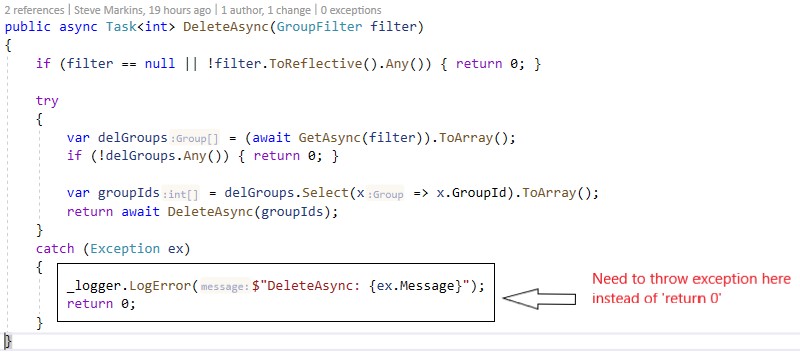 2 references | Steve Markins, 19 hours ago | 1 author, 1 change | 0 exceptions
public async Task<int> DeleteAsync(GroupFilter filter)
{
if (filter == null || !filter.ToReflective().Any()) { return 0; }
try
{
var delGroups :Group[] = (await GetAsync(filter)).ToArray();
if (!delGroups.Any()) { return 0; }
var groupIds :int[] = delGroups.Select(x :Group => x.GroupId).ToArray();
return await DeleteAsync(groupIds);
}
catch (Exception ex)
{
_logger.LogError( message: $"DeleteAsync: {ex.Message}");
return 0;
}
}
Need to throw exception here
instead of 'return 0'